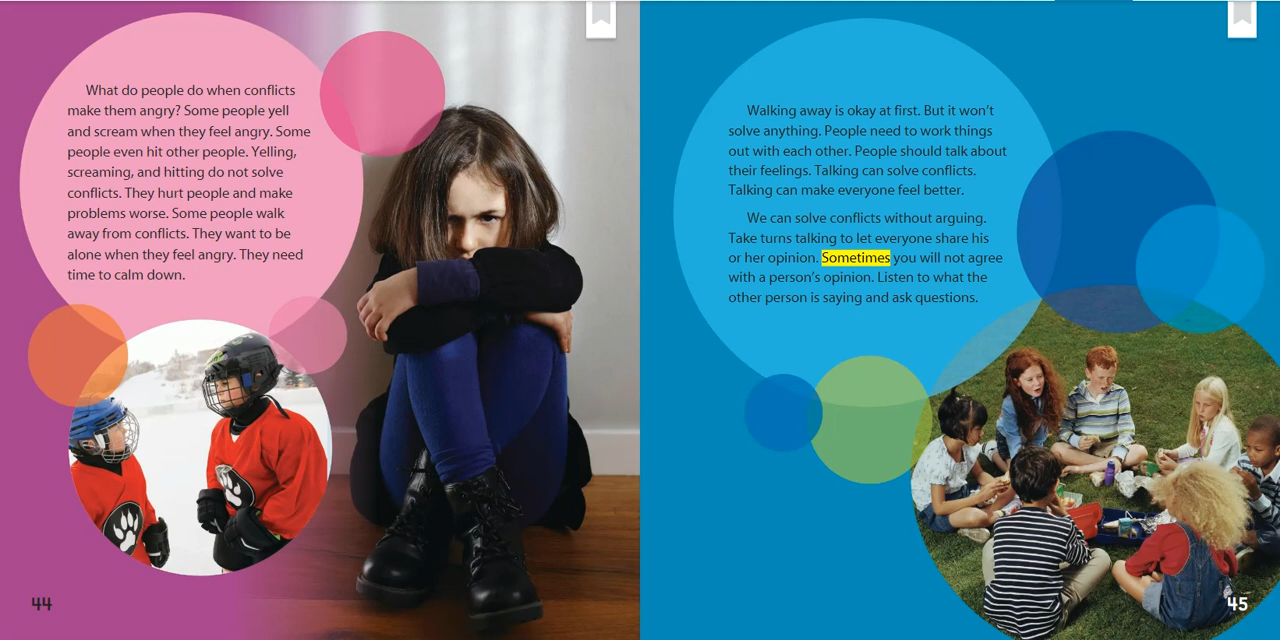 What do people do when conflicts
make them angry? Some people yell
and scream when they feel angry. Some
people even hit other people. Yelling,
screaming, and hitting do not solve
conflicts. They hurt people and make
problems worse. Some people walk
away from conflicts. They want to be
alone when they feel angry. They need
time to calm down.
44
Walking away is okay at first. But it won’t
solve anything. People need to work things
out with each other. People should talk about
their feelings. Talking can solve conflicts.
Talking can make everyone feel better.
We can solve conflicts without arguing.
Take turns talking to let everyone share his
or her opinion. Sometimes you will not agree
with a person’s opinion. Listen to what the
other person is saying and ask questions.
45